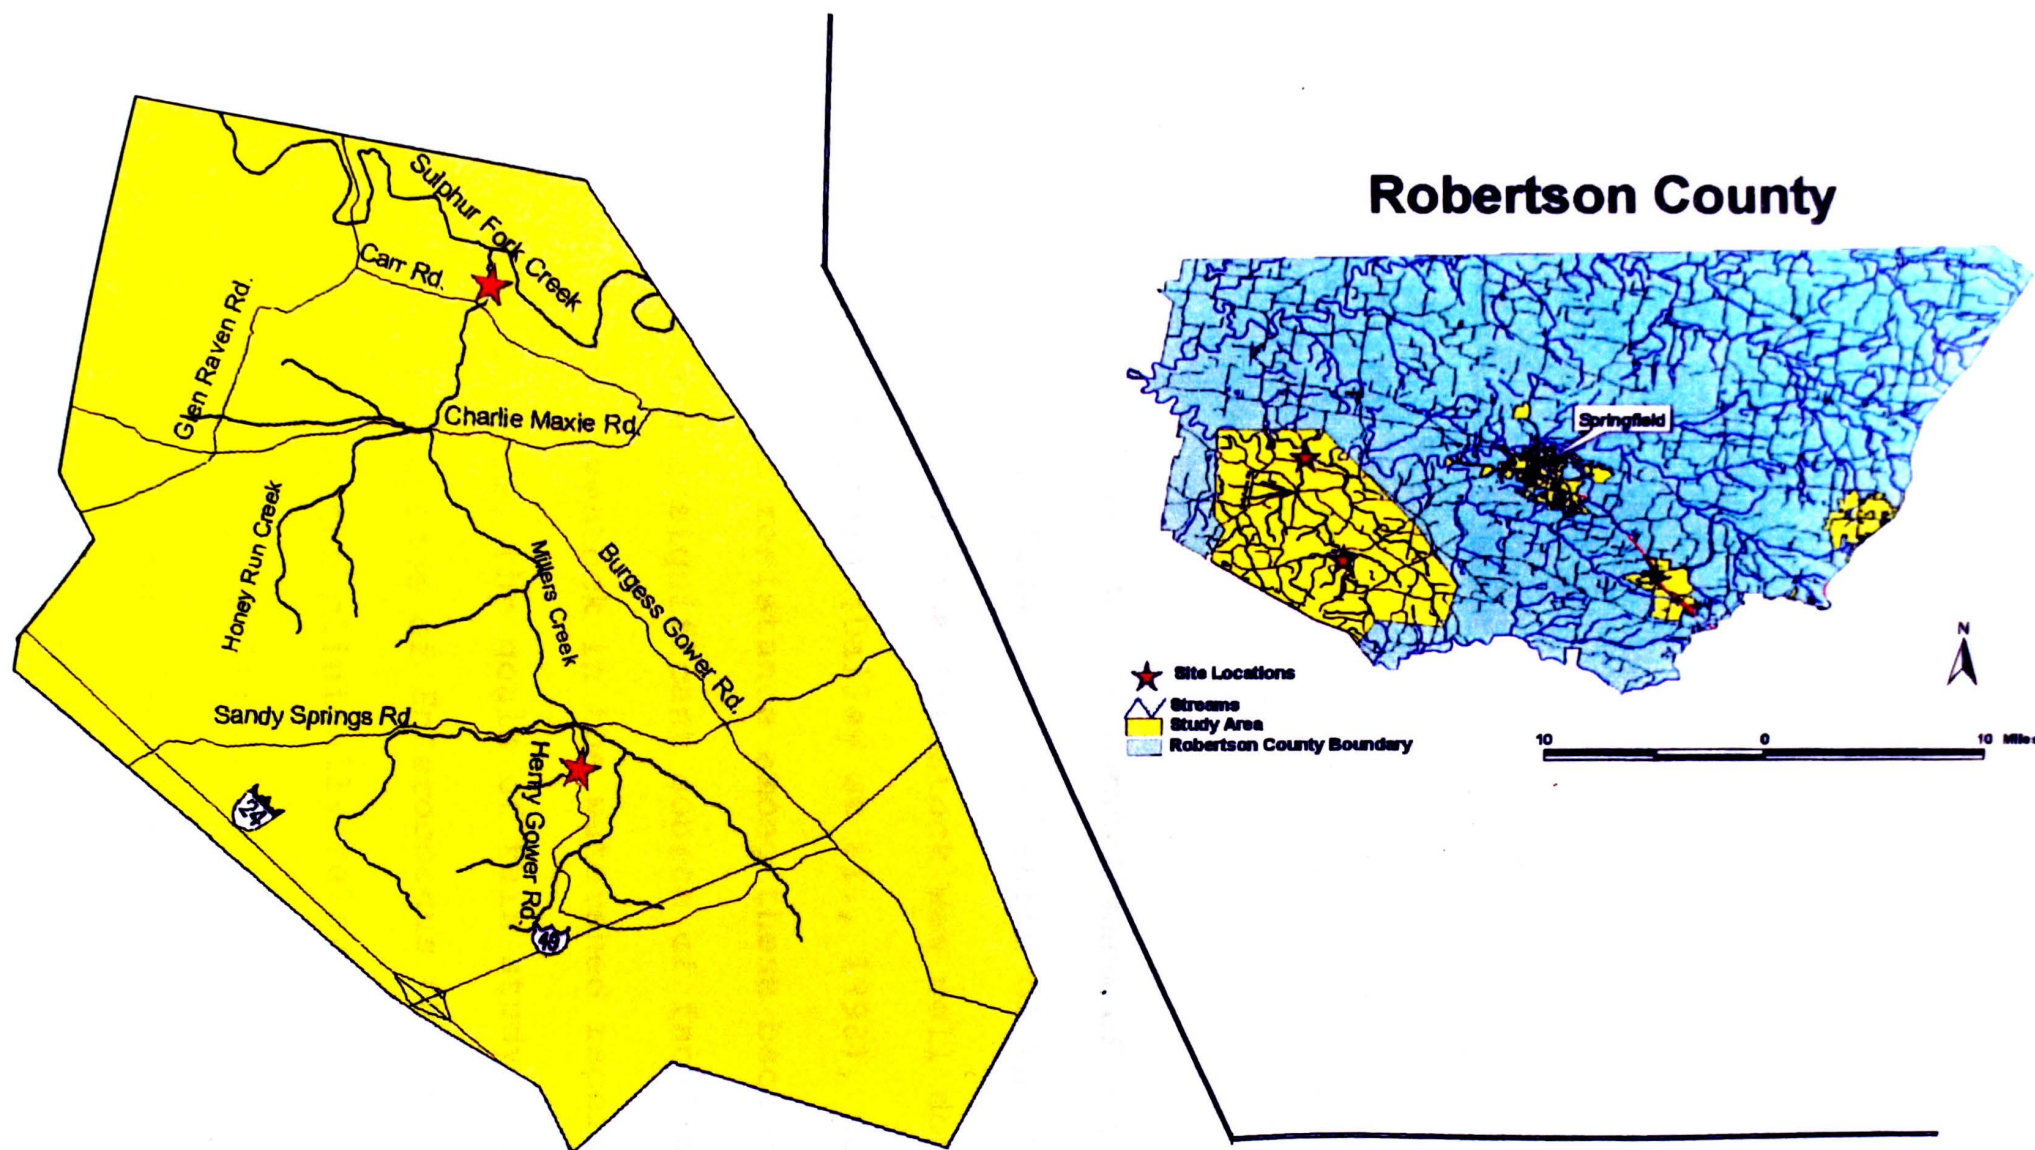 Sulphur Fork Creek
Carr Rd.
Glen Raven Rd.
Charlie Maxie Rd.
Honey Run Creek
Millers Creek
Burgess Gower Rd.
Sandy Springs Rd.
Henry Gower Rd.
24
49
Robertson County
Springfield
N
Site Locations
Streams
Study Area
Robertson County Boundary
10 0 10 Miles